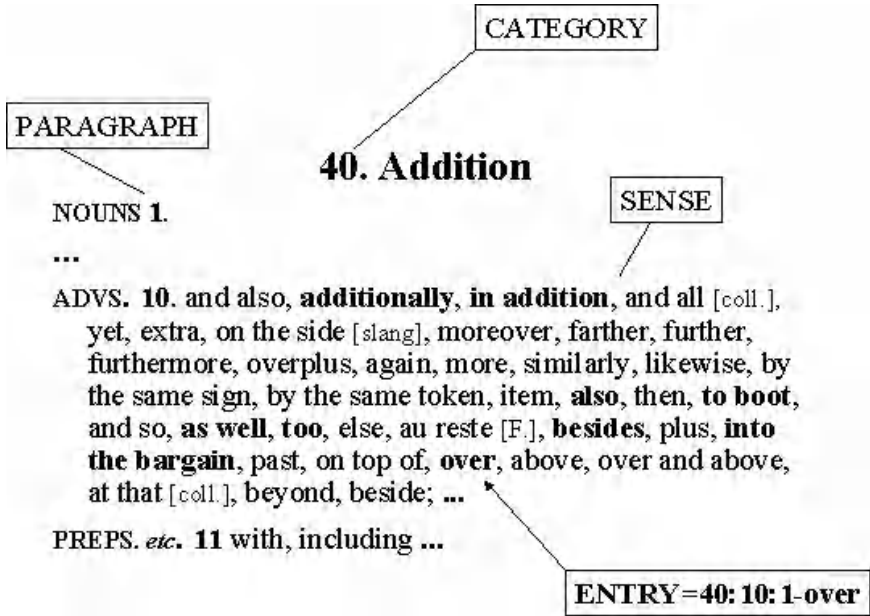 CATEGORY
PARAGRAPH
40. Addition
SENSE
NOUNS 1.
...
ADVS. 10. and also, additionally, in addition, and all [coll.],
yet, extra, on the side [slang], moreover, farther, further,
furthermore, overplus, again, more, similarly, likewise, by
the same sign, by the same token, item, also, then, to boot,
and so, as well, too, else, au reste [F.], besides, plus, into
the bargain, past, on top of, over, above, over and above,
at that [coll.], beyond, beside; ...
PREPS. etc. 11 with, including ...
ENTRY=40:10:1-over